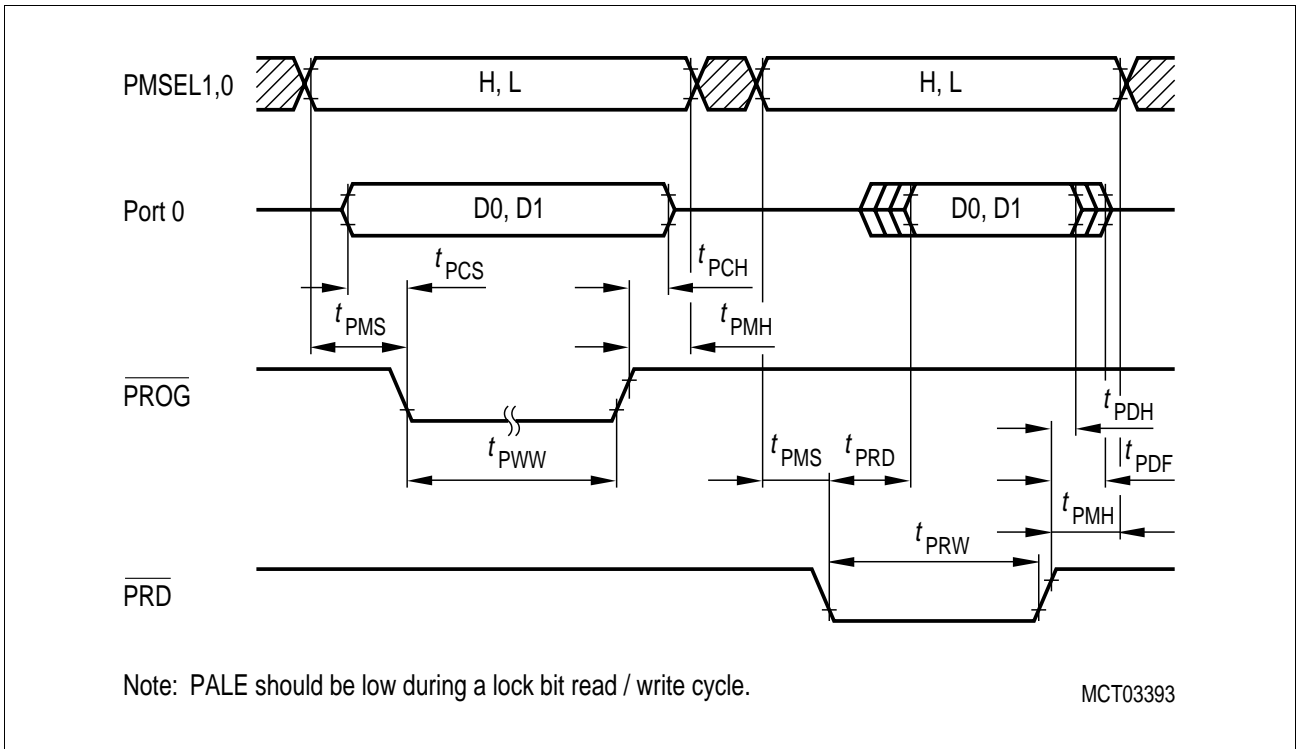 PMSEL1,0
H, L
H, L
Port 0
D0, D1
D0, D1
tPCS
tPCH
tPMS
tPMH
PROG
tPWW
tPDH
tPMS
tPRD
tPDF
tPMH
tPRW
PRD
Note: PALE should be low during a lock bit read / write cycle.
MCT03393